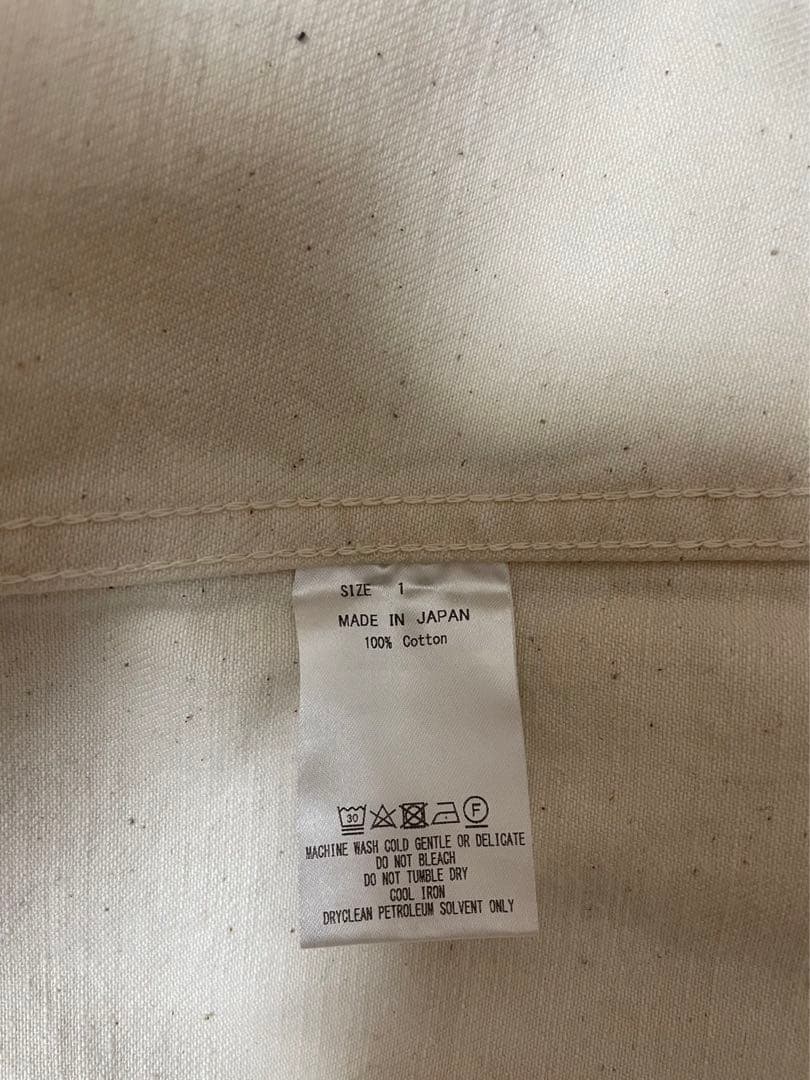 SIZE 1
MADE IN JAPAN
100% Cotton
30 F
MACHINE WASH COLD GENTLE OR DELICATE
DO NOT BLEACH
DO NOT TUMBLE DRY
COOL IRON
DRYCLEAN PETROLEUM SOLVENT ONLY